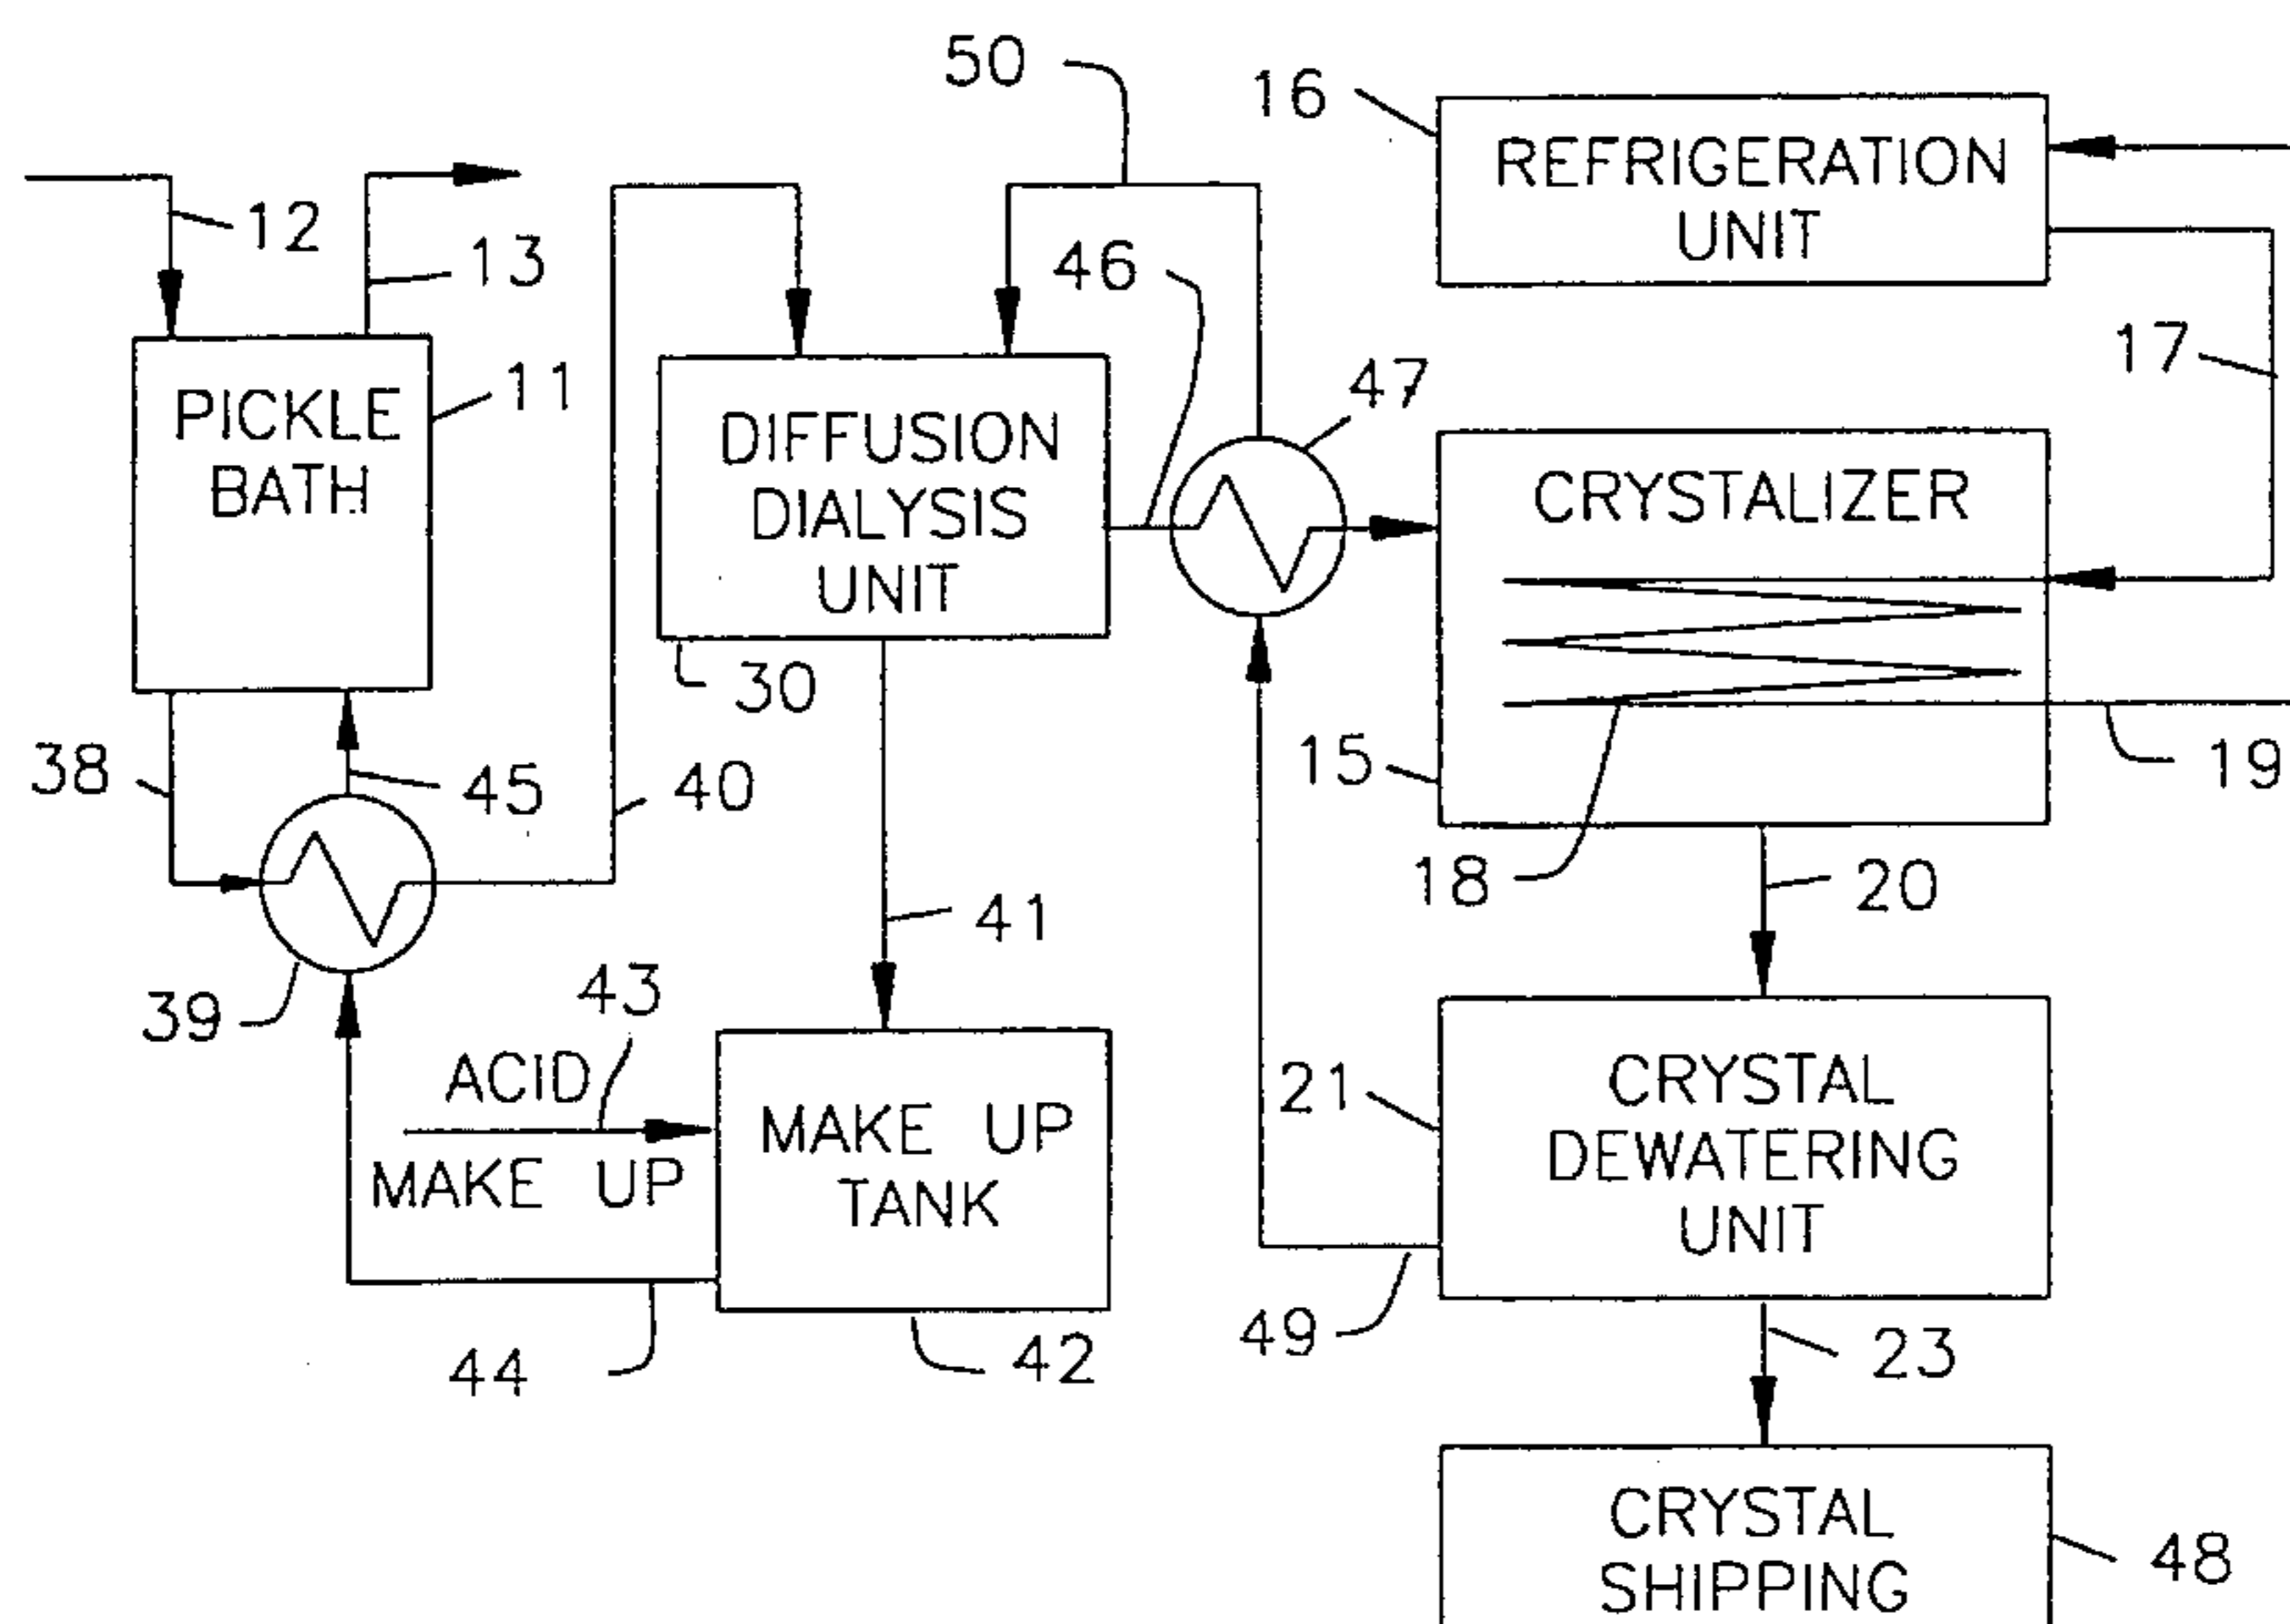 50
16
REFRIGERATION
UNIT
12
13
46
17
PICKLE
BATH
11
DIFFUSION
DIALYSIS
UNIT
47
CRYSTALIZER
30
38
45
40
15
19
18
20
41
39
43
ACID
MAKE UP
MAKE UP
TANK
21
CRYSTAL
DEWATERING
UNIT
44
42
49
23
CRYSTAL
SHIPPING
48